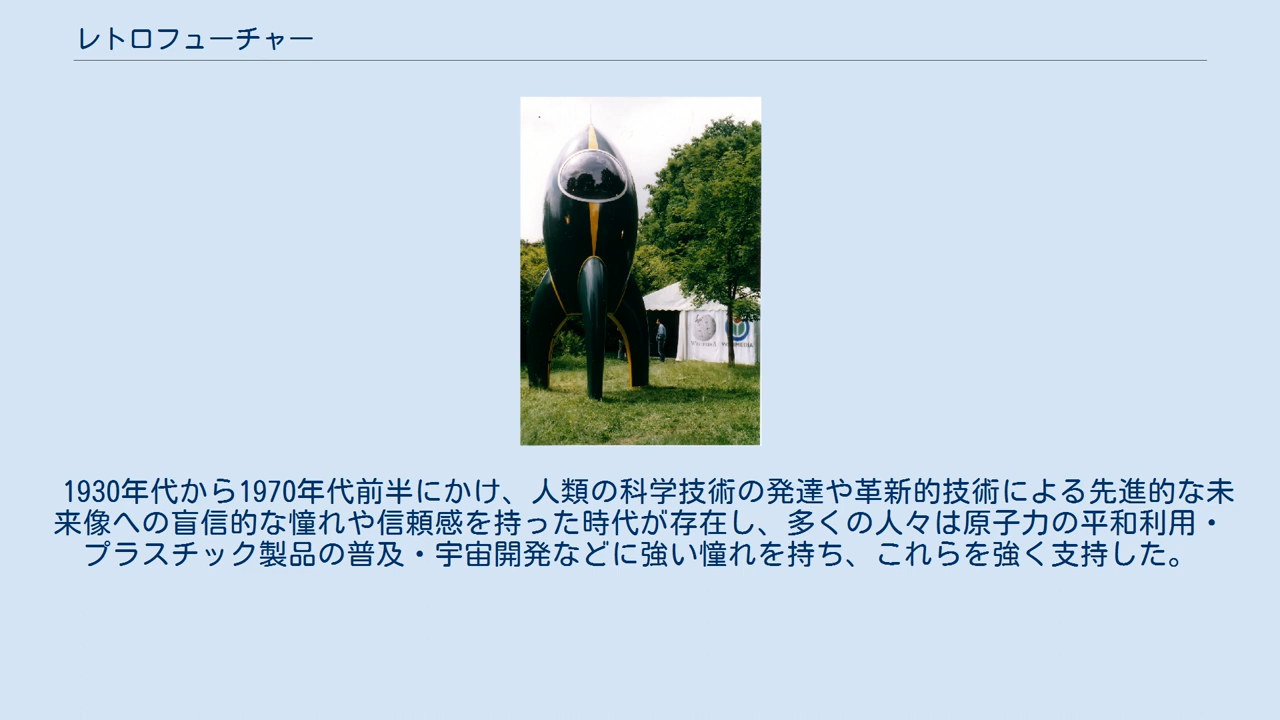 レトロフューチャー
WIKIMEDIA
1930年代から1970年代前半にかけ、人類の科学技術の発達や革新的技術による先進的な未
来像への盲信的な憧れや信頼感を持った時代が存在し、多くの人々は原子力の平和利用・
プラスチック製品の普及・宇宙開発などに強い憧れを持ち、これらを強く支持した。